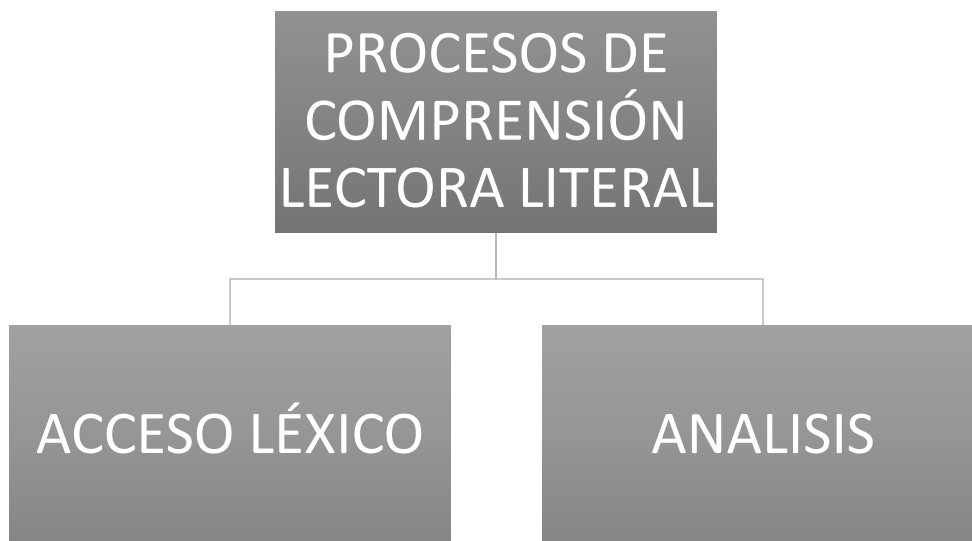 PROCESOS DE
COMPRENSIÓN
LECTORA LITERAL
ACCESO LÉXICO
ANALISIS